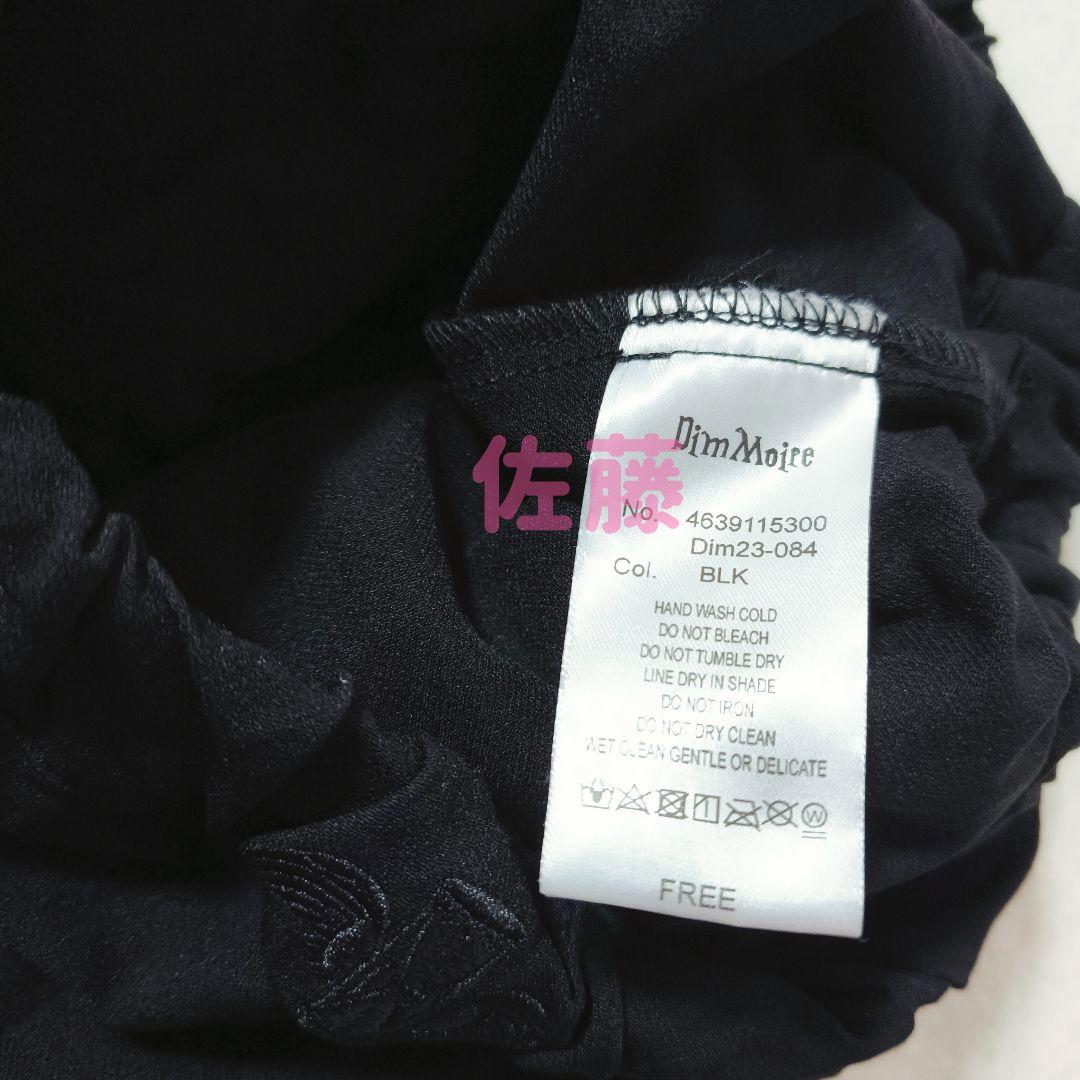 DimMoire
佐藤
No. 4639115300
Dim23-084
Col. BLK
HAND WASH COLD
DO NOT BLEACH
DO NOT TUMBLE DRY
LINE DRY IN SHADE
DO NOT IRON
DO NOT DRY CLEAN
WET CLEAN GENTLE OR DELICATE
W
FREE